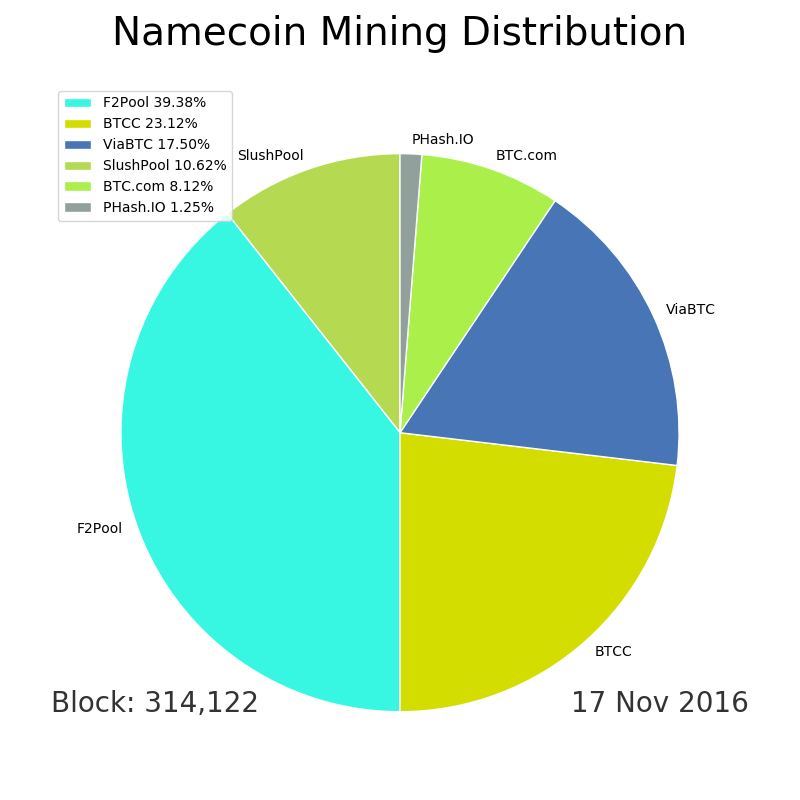 Namecoin Mining Distribution
F2Pool 39.38%
BTCC 23.12%
ViaBTC 17.50%
SlushPool 10.62%
BTC.com 8.12%
PHash.IO 1.25%
PHash.IO
SlushPool
BTC.com
ViaBTC
F2Pool
BTCC
Block: 314,122
17 Nov 2016